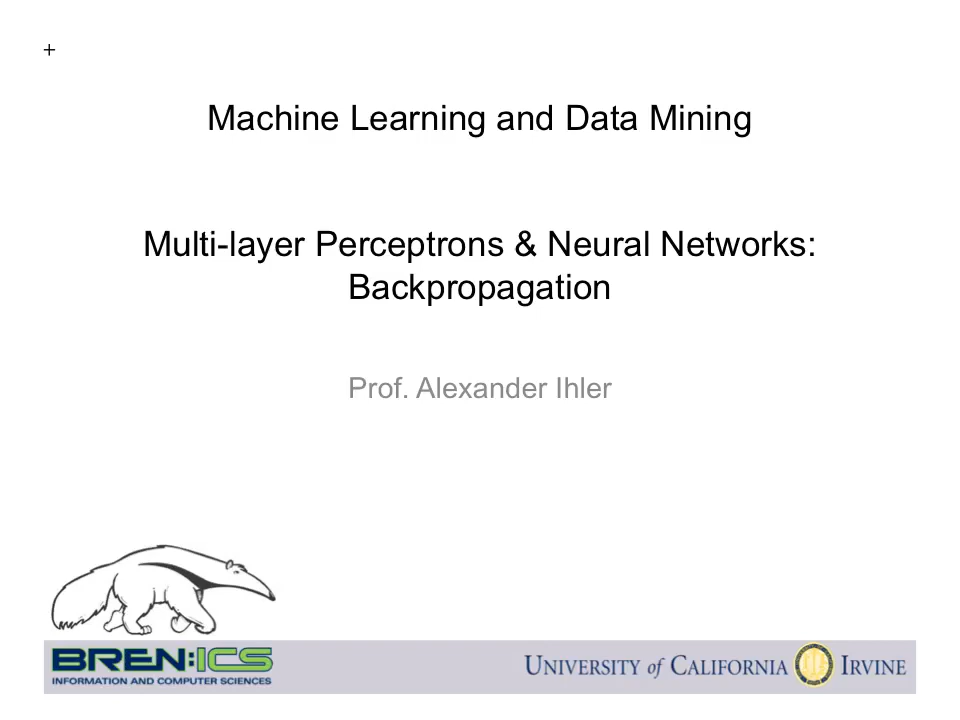 +
Machine Learning and Data Mining
Multi-layer Perceptrons & Neural Networks:
Backpropagation
Prof. Alexander Ihler
BREN:ICS
INFORMATION AND COMPUTER SCIENCES
UNIVERSITY of CALIFORNIA IRVINE